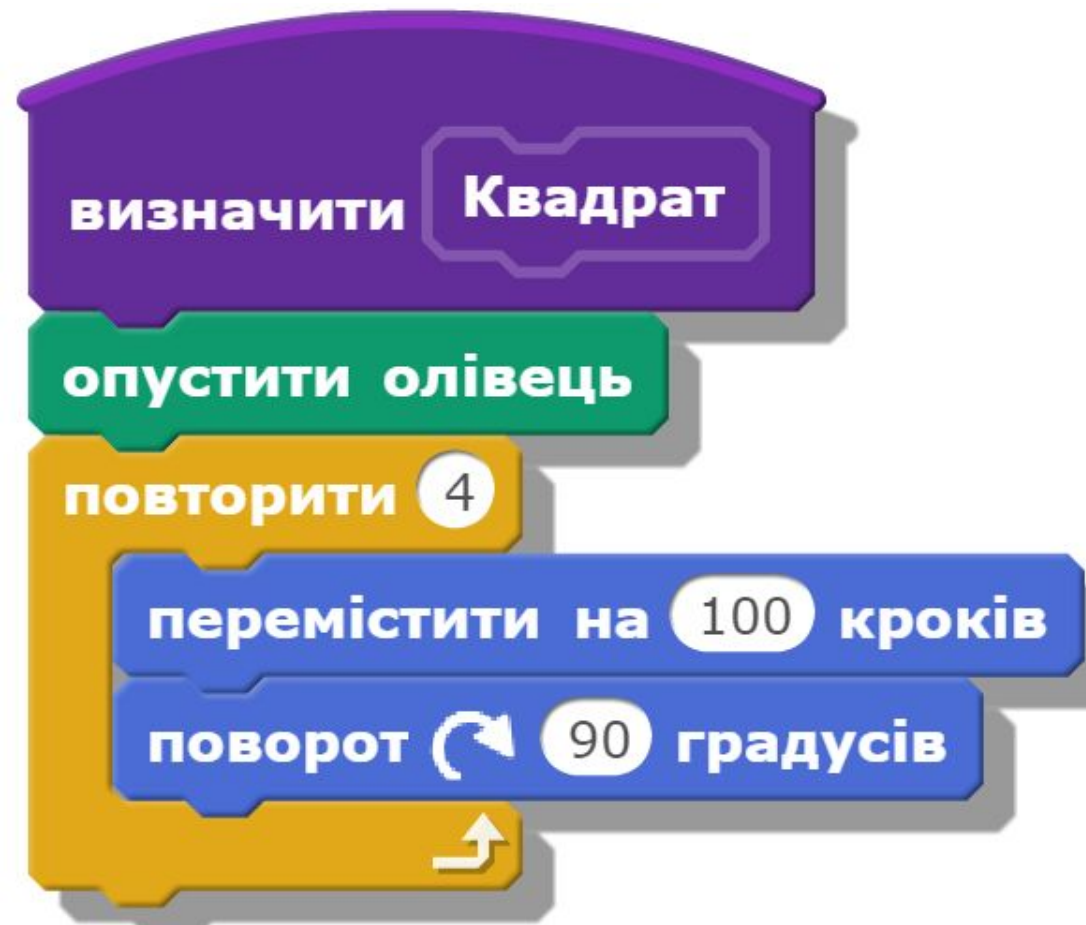 визначити Квадрат
опустити олівець
повторити 4
перемістити на 100 кроків
поворот 90 градусів